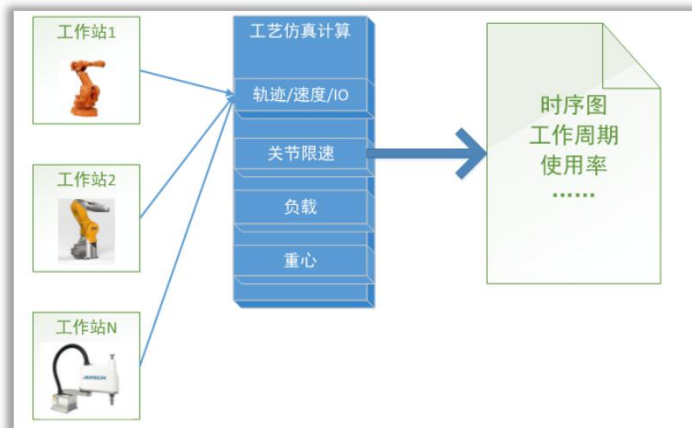 工作站1
工作站2
工作站N
工艺仿真计算
轨迹/速度/IO
关节限速
负载
重心
时序图
工作周期
使用率
……